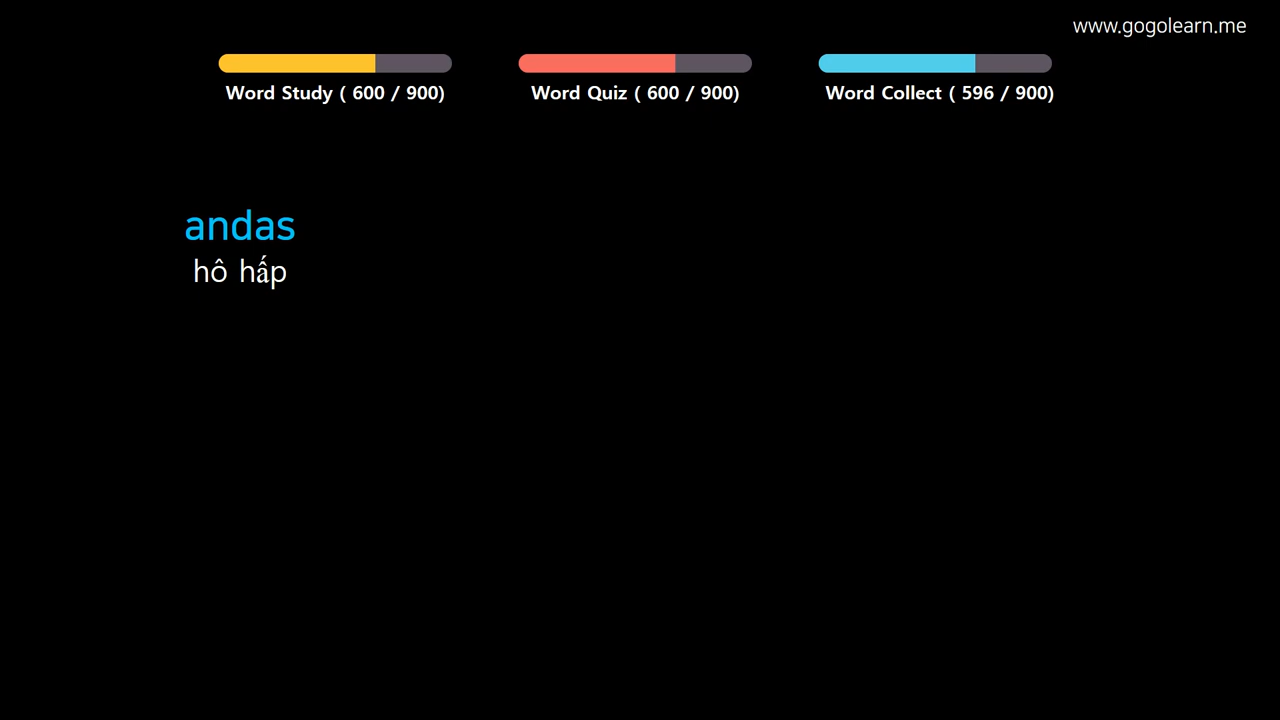 www.gogolearn.me
Word Study ( 600 / 900)
Word Quiz ( 600 / 900)
Word Collect ( 596 / 900)
andas
hô hấp